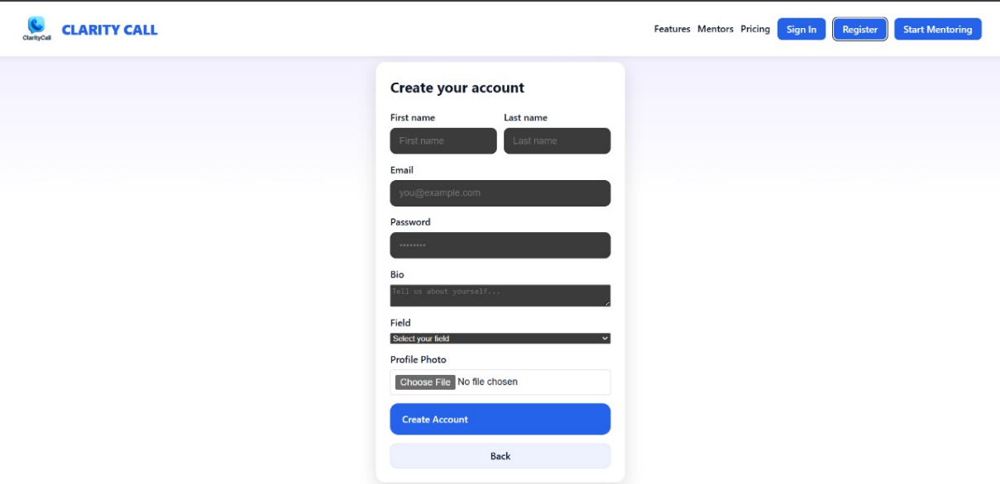 ClarityCall
CLARITY CALL
Features Mentors Pricing Sign In Register Start Mentoring
Create your account
First name Last name
First name Last name
Email
you@example.com
Password
••••••••
Bio
Tell us about yourself...
Field
Select your field
Profile Photo
Choose File No file chosen
Create Account
Back